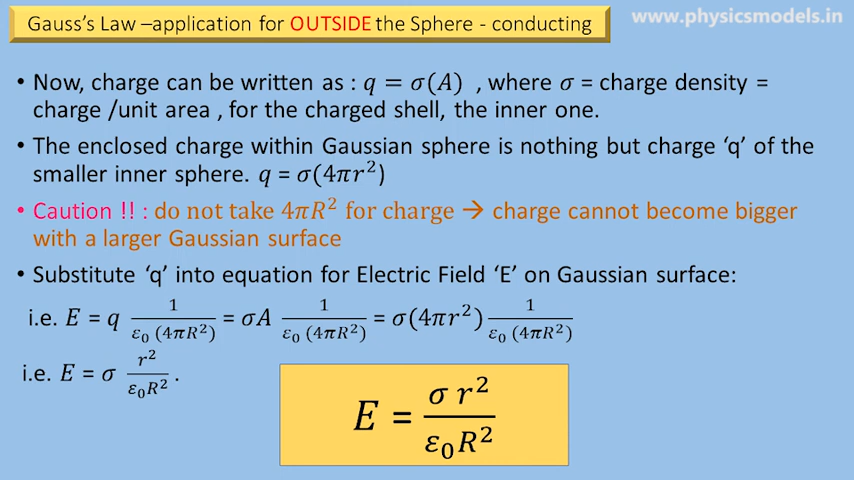 www.physicsmodels.in
Gauss's Law –application for OUTSIDE the Sphere - conducting
• Now, charge can be written as : q = σ(A) , where σ = charge density =
charge /unit area , for the charged shell, the inner one.
• The enclosed charge within Gaussian sphere is nothing but charge 'q' of the
smaller inner sphere. q = σ(4πr²)
• Caution !! : do not take 4πR² for charge → charge cannot become bigger
with a larger Gaussian surface
• Substitute 'q' into equation for Electric Field 'E' on Gaussian surface:
i.e. E = q 1/(ε₀ (4πR²)) = σA 1/(ε₀ (4πR²)) = σ(4πr²) 1/(ε₀ (4πR²))
i.e. E = σ r²/(ε₀R²) .
E = σ r²/(ε₀R²)